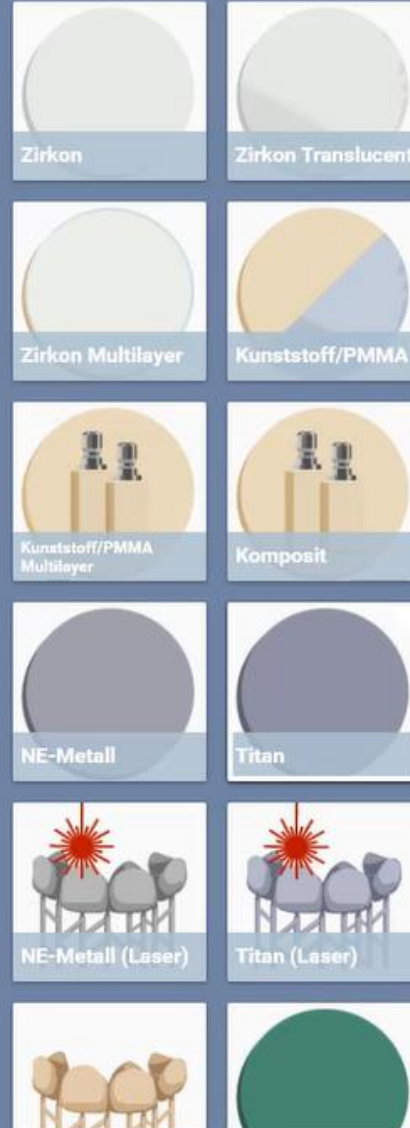 Zirkon
Zirkon Translucent
Zirkon Multilayer
Kunststoff/PMMA
Kunststoff/PMMA
Multilayer
Komposit
NE-Metall
Titan
NE-Metall (Laser)
Titan (Laser)